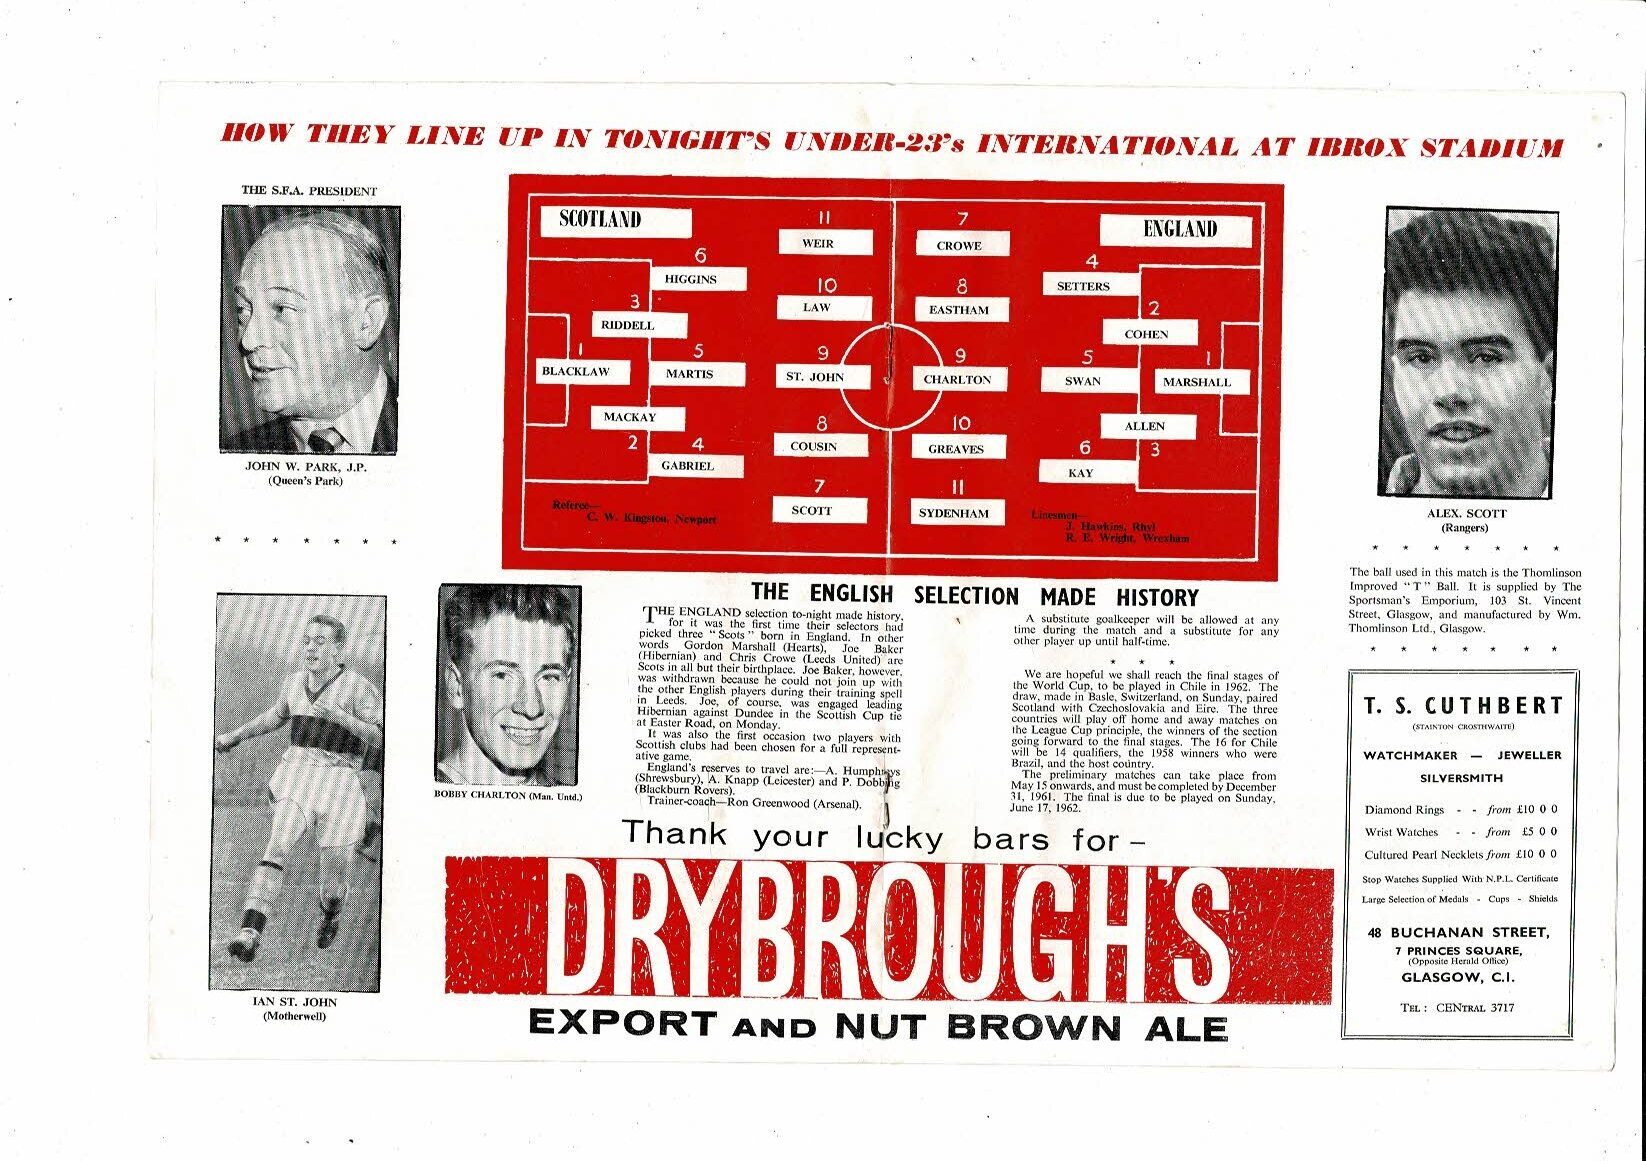 HOW THEY LINE UP IN TONIGHT'S UNDER-23's INTERNATIONAL AT IBROX STADIUM
THE S.F.A. PRESIDENT
JOHN W. PARK, J.P.
(Queen's Park)
* * * * * * *
IAN ST. JOHN
(Motherwell)
SCOTLAND
11
WEIR
6
HIGGINS
10
LAW
3
RIDDELL
1
BLACKLAW
5
MARTIS
9
ST. JOHN
MACKAY
2
4
GABRIEL
8
COUSIN
7
SCOTT
Referee—
C. W. Kingston, Newport
ENGLAND
7
CROWE
4
SETTERS
8
EASTHAM
2
COHEN
9
CHARLTON
5
SWAN
1
MARSHALL
10
GREAVES
ALLEN
3
6
KAY
11
SYDENHAM
Linesmen—
J. Hawkins, Rhyl
R. E. Wright, Wrexham
BOBBY CHARLTON (Man. Untd.)
THE ENGLISH SELECTION MADE HISTORY
THE ENGLAND selection to-night made history,
for it was the first time their selectors had
picked three "Scots" born in England. In other
words Gordon Marshall (Hearts), Joe Baker
(Hibernian) and Chris Crowe (Leeds United) are
Scots in all but their birthplace. Joe Baker, however,
was withdrawn because he could not join up with
the other English players during their training spell
in Leeds. Joe, of course, was engaged leading
Hibernian against Dundee in the Scottish Cup tie
at Easter Road, on Monday.
It was also the first occasion two players with
Scottish clubs had been chosen for a full represent-
ative game.
England's reserves to travel are:—A. Humphreys
(Shrewsbury), A. Knapp (Leicester) and P. Dobbing
(Blackburn Rovers).
Trainer-coach—Ron Greenwood (Arsenal).
A substitute goalkeeper will be allowed at any
time during the match and a substitute for any
other player up until half-time.
* * *
We are hopeful we shall reach the final stages of
the World Cup, to be played in Chile in 1962. The
draw, made in Basle, Switzerland, on Sunday, paired
Scotland with Czechoslovakia and Eire. The three
countries will play off home and away matches on
the League Cup principle, the winners of the section
going forward to the final stages. The 16 for Chile
will be 14 qualifiers, the 1958 winners who were
Brazil, and the host country.
The preliminary matches can take place from
May 15 onwards, and must be completed by December
31, 1961. The final is due to be played on Sunday,
June 17, 1962.
Thank your lucky bars for –
DRYBROUGH'S
EXPORT AND NUT BROWN ALE
ALEX. SCOTT
(Rangers)
* * * * * * *
The ball used in this match is the Thomlinson
Improved "T" Ball. It is supplied by The
Sportsman's Emporium, 103 St. Vincent
Street, Glasgow, and manufactured by Wm.
Thomlinson Ltd., Glasgow.
* * * * * * *
T. S. CUTHBERT
(STAINTON CROSTHWAITE)
WATCHMAKER — JEWELLER
SILVERSMITH
Diamond Rings - - from £10 0 0
Wrist Watches - - from £5 0 0
Cultured Pearl Necklets from £10 0 0
Stop Watches Supplied With N.P.L. Certificate
Large Selection of Medals - Cups - Shields
48 BUCHANAN STREET,
7 PRINCES SQUARE,
(Opposite Herald Office)
GLASGOW, C.1.
TEL : CENTRAL 3717